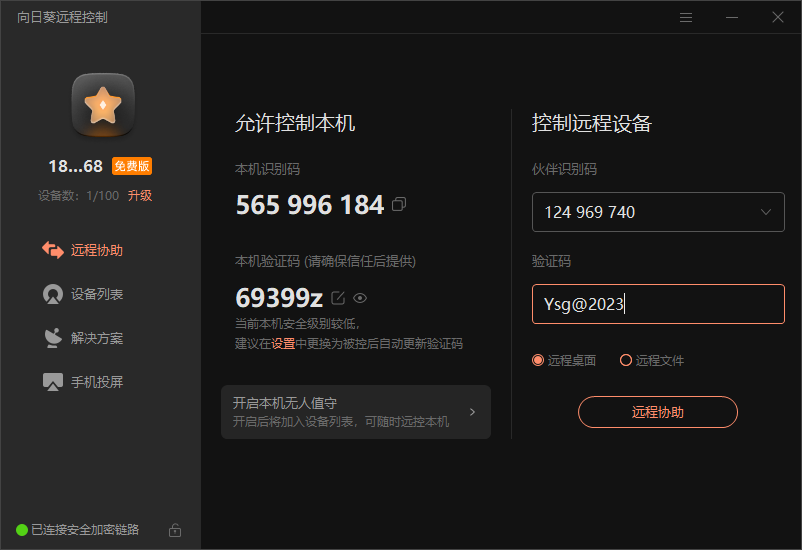 向日葵远程控制
18...68 免费版
设备数：1/100 升级
远程协助
设备列表
解决方案
手机投屏
已连接安全加密链路
允许控制本机
本机识别码
565 996 184
本机验证码 (请确保信任后提供)
69399z
当前本机安全级别较低，
建议在设置中更换为被控后自动更新验证码
开启本机无人值守
开启后将加入设备列表，可随时远控本机
控制远程设备
伙伴识别码
124 969 740
验证码
Ysg@2023
远程桌面 远程文件
远程协助